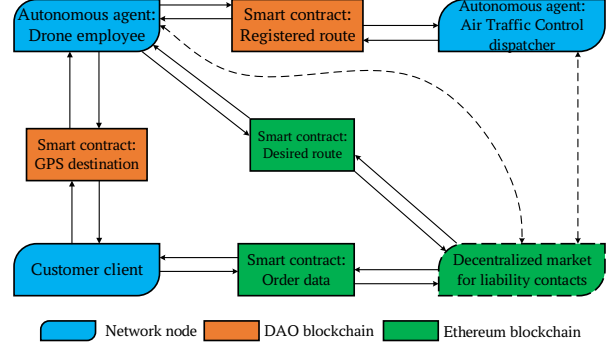 Autonomous agent:
Drone employee
Smart contract:
Registered route
Autonomous agent:
Air Traffic Control
dispatcher
Smart contract:
Desired route
Smart contract:
GPS destination
Customer client
Smart contract:
Order data
Decentralized market
for liability contacts
Network node
DAO blockchain
Ethereum blockchain